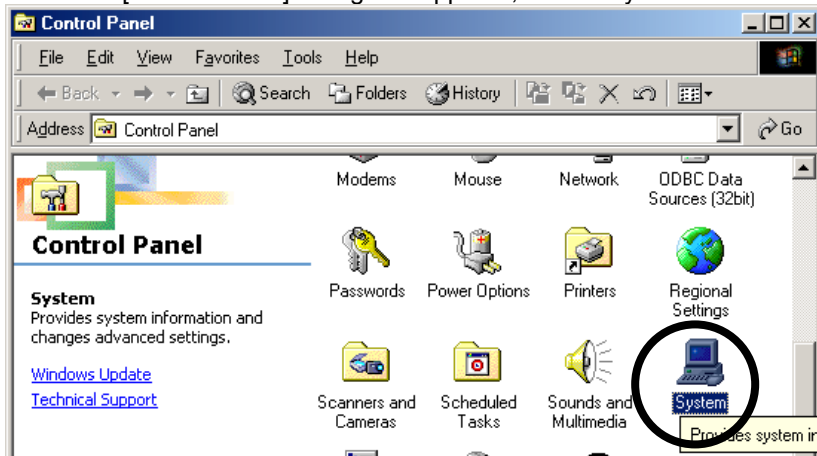 Control Panel
File Edit View Favorites Tools Help
Back Search Folders History
Address Control Panel Go
Modems Mouse Network ODBC Data
Sources (32bit)
Control Panel
Passwords Power Options Printers Regional
Settings
System
Provides system information and
changes advanced settings.
Windows Update
Technical Support
Scanners and Scheduled Sounds and System
Cameras Tasks Multimedia
Provides system in